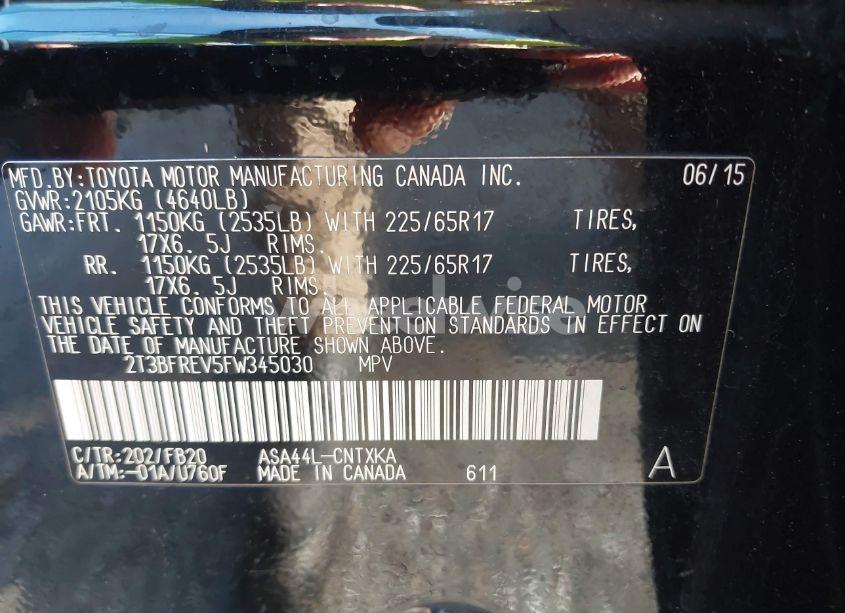 MFD.BY:TOYOTA MOTOR MANUFACTURING CANADA INC. 06/15
GVWR:2105KG (4640LB)
GAWR:FRT. 1150KG (2535LB) WITH 225/65R17 TIRES,
17X6. 5J RIMS.
RR. 1150KG (2535LB) WITH 225/65R17 TIRES,
17X6. 5J RIMS.
THIS VEHICLE CONFORMS TO ALL APPLICABLE FEDERAL MOTOR
VEHICLE SAFETY AND THEFT PREVENTION STANDARDS IN EFFECT ON
THE DATE OF MANUFACTURE SHOWN ABOVE.
2T3BFREV5FW345030 MPV
C/TR:202/FB20 ASA44L-CNTXKA
A/TM:-01A/U760F MADE IN CANADA 611 A